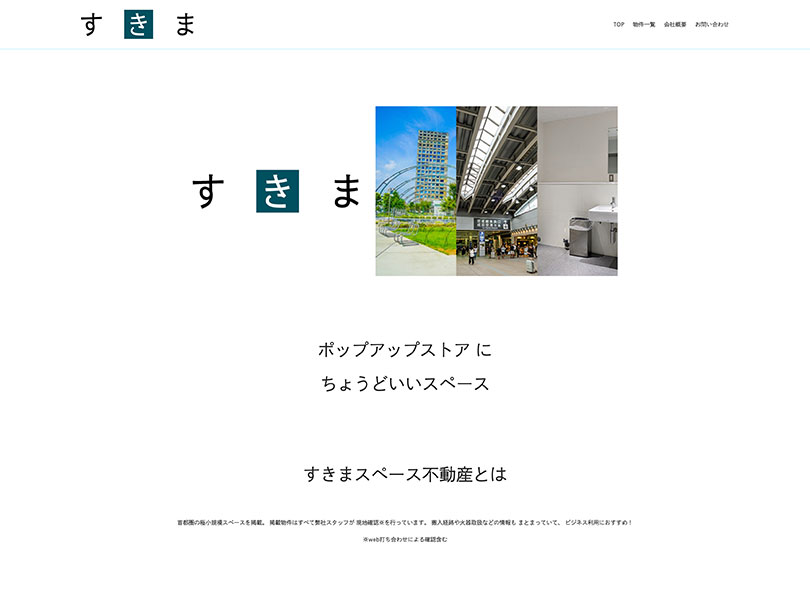 すきま
TOP 物件一覧 会社概要 お問い合わせ
すきま
ポップアップストア に
ちょうどいいスペース
すきまスペース不動産とは
首都圏の極小規模スペースを掲載。 掲載物件はすべて弊社スタッフが 現地確認※を行っています。 搬入経路や火器取扱などの情報も まとまっていて、 ビジネス利用におすすめ！
※web打ち合わせによる確認含む